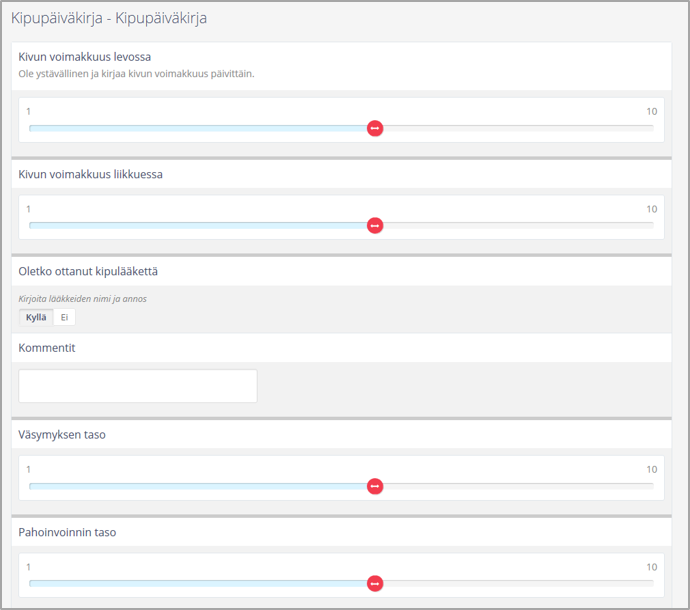 Kipupäiväkirja - Kipupäiväkirja
Kivun voimakkuus levossa
Ole ystävällinen ja kirjaa kivun voimakkuus päivittäin.
1 10
Kivun voimakkuus liikkuessa
1 10
Oletko ottanut kipulääkettä
Kirjoita lääkkeiden nimi ja annos
Kyllä Ei
Kommentit
Väsymyksen taso
1 10
Pahoinvoinnin taso
1 10